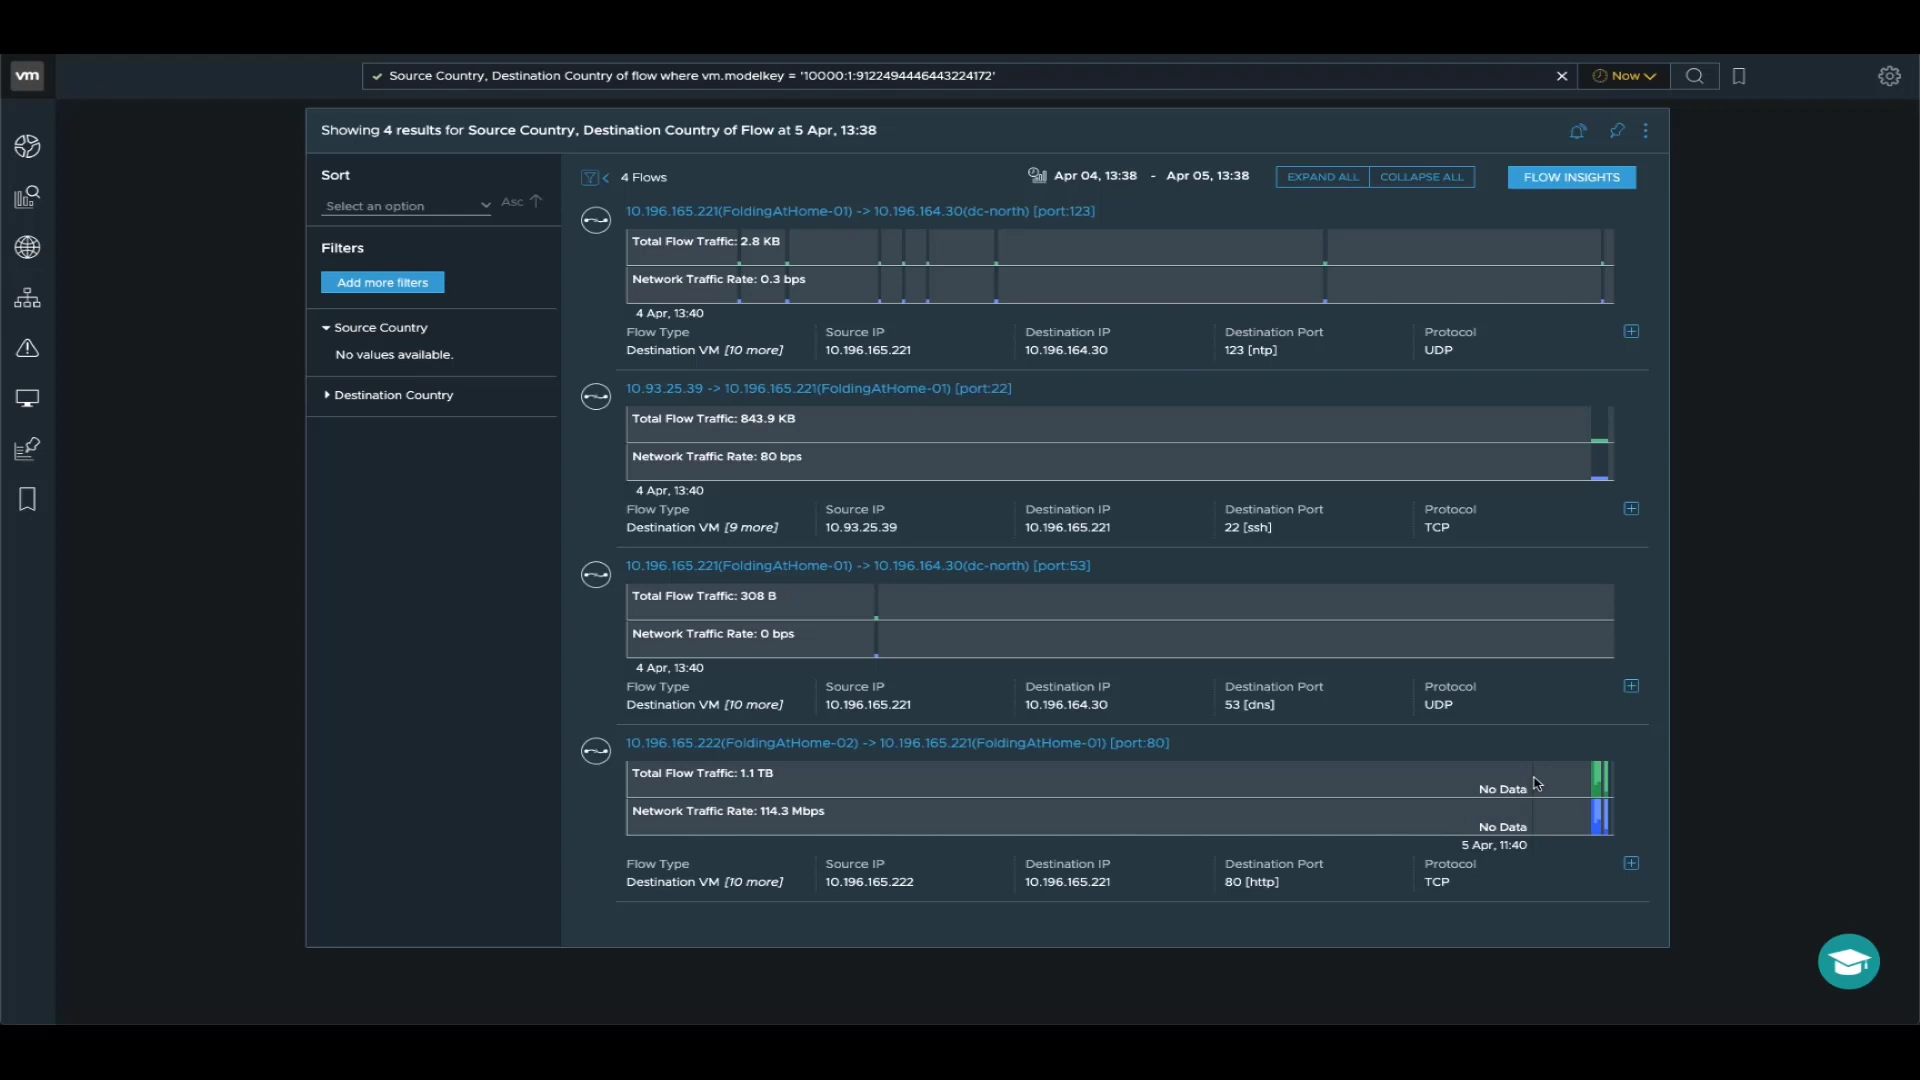 vm
Source Country, Destination Country of flow where vm.modelkey = '10000:1:9122494446443224172'
Now
Showing 4 results for Source Country, Destination Country of Flow at 5 Apr, 13:38
Sort
Select an option
Asc
Filters
Add more filters
Source Country
No values available.
Destination Country
4 Flows
Apr 04, 13:38 - Apr 05, 13:38
EXPAND ALL
COLLAPSE ALL
FLOW INSIGHTS
10.196.165.221(FoldingAtHome-01) -> 10.196.164.30(dc-north) [port:123]
Total Flow Traffic: 2.8 KB
Network Traffic Rate: 0.3 bps
4 Apr, 13:40
Flow Type Source IP Destination IP Destination Port Protocol
Destination VM [10 more] 10.196.165.221 10.196.164.30 123 [ntp] UDP
10.93.25.39 -> 10.196.165.221(FoldingAtHome-01) [port:22]
Total Flow Traffic: 843.9 KB
Network Traffic Rate: 80 bps
4 Apr, 13:40
Flow Type Source IP Destination IP Destination Port Protocol
Destination VM [9 more] 10.93.25.39 10.196.165.221 22 [ssh] TCP
10.196.165.221(FoldingAtHome-01) -> 10.196.164.30(dc-north) [port:53]
Total Flow Traffic: 308 B
Network Traffic Rate: 0 bps
4 Apr, 13:40
Flow Type Source IP Destination IP Destination Port Protocol
Destination VM [10 more] 10.196.165.221 10.196.164.30 53 [dns] UDP
10.196.165.222(FoldingAtHome-02) -> 10.196.165.221(FoldingAtHome-01) [port:80]
Total Flow Traffic: 1.1 TB
No Data
Network Traffic Rate: 114.3 Mbps
No Data
5 Apr, 11:40
Flow Type Source IP Destination IP Destination Port Protocol
Destination VM [10 more] 10.196.165.222 10.196.165.221 80 [http] TCP